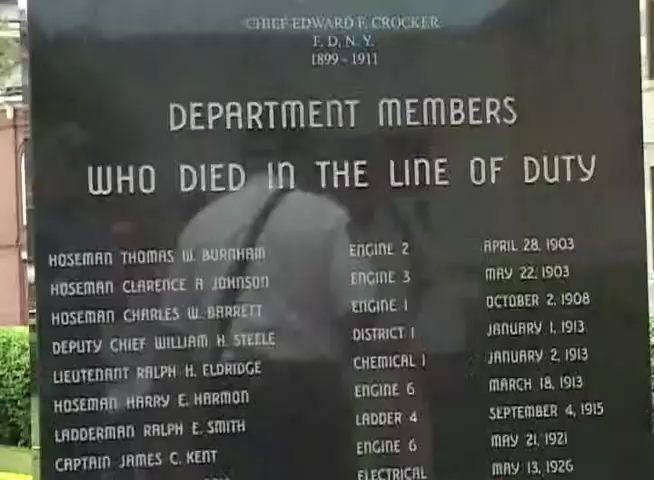 CHIEF EDWARD F. CROCKER
F. D. N. Y.
1899 - 1911
DEPARTMENT MEMBERS
WHO DIED IN THE LINE OF DUTY
HOSEMAN THOMAS W. BURNHAM ENGINE 2 APRIL 28, 1903
HOSEMAN CLARENCE A JOHNSON ENGINE 3 MAY 22, 1903
HOSEMAN CHARLES W. BARRETT ENGINE 1 OCTOBER 2, 1908
DEPUTY CHIEF WILLIAM H. STEELE DISTRICT 1 JANUARY 1, 1913
LIEUTENANT RALPH H. ELDRIDGE CHEMICAL 1 JANUARY 2, 1913
HOSEMAN HARRY E. HARMON ENGINE 6 MARCH 18, 1913
LADDERMAN RALPH E. SMITH LADDER 4 SEPTEMBER 4, 1915
CAPTAIN JAMES C. KENT ENGINE 6 MAY 21, 1921
ELECTRICAL MAY 13, 1926